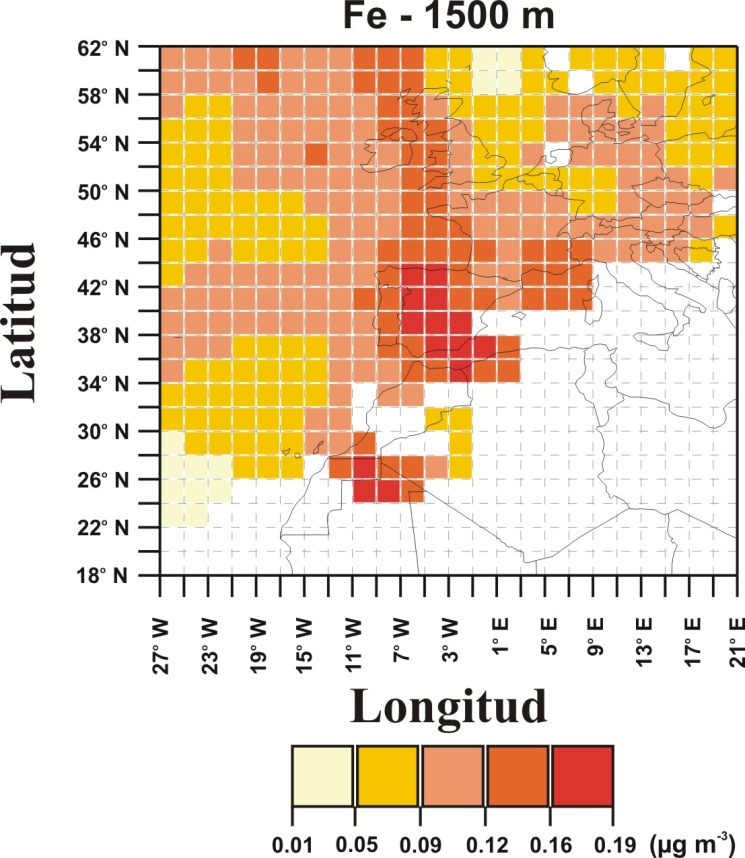 Fe - 1500 m
62° N
58° N
54° N
50° N
46° N
42° N
38° N
34° N
30° N
26° N
22° N
18° N
Latitud
27° W 23° W 19° W 15° W 11° W 7° W 3° W 1° E 5° E 9° E 13° E 17° E 21° E
Longitud
0.01 0.05 0.09 0.12 0.16 0.19 (µg m⁻³)